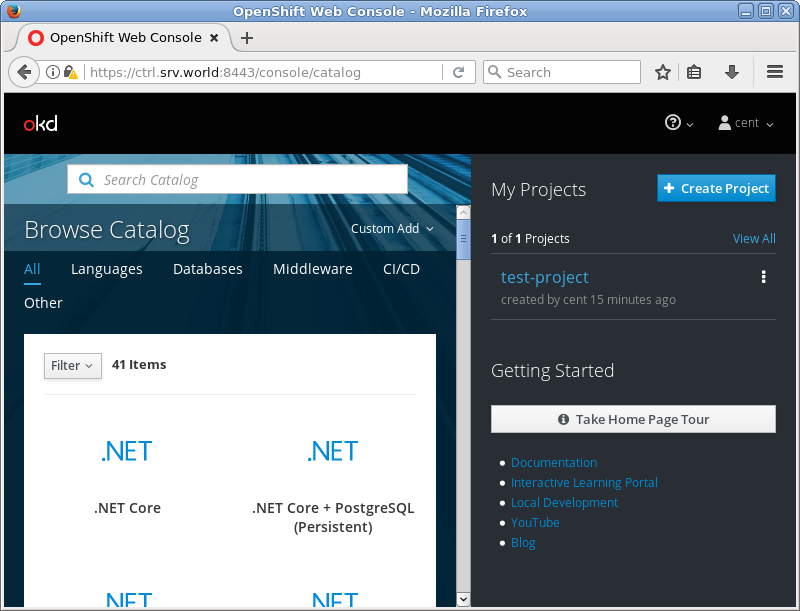 OpenShift Web Console - Mozilla Firefox
OpenShift Web Console
https://ctrl.srv.world:8443/console/catalog
Search
okd
cent
Search Catalog
Browse Catalog
Custom Add
All Languages Databases Middleware CI/CD
Other
Filter
41 Items
.NET
.NET Core
.NET
.NET Core + PostgreSQL
(Persistent)
.NET
.NET
My Projects
Create Project
1 of 1 Projects
View All
test-project
created by cent 15 minutes ago
Getting Started
Take Home Page Tour
Documentation
Interactive Learning Portal
Local Development
YouTube
Blog